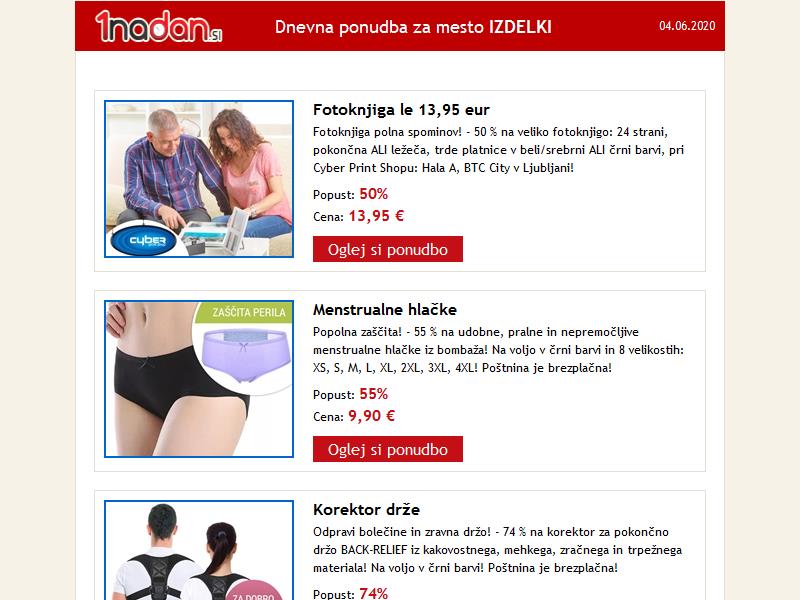 1nadan.si
Dnevna ponudba za mesto IZDELKI
04.06.2020
Fotoknjiga le 13,95 eur
Fotoknjiga polna spominov! - 50 % na veliko fotoknjigo: 24 strani,
pokončna ALI ležeča, trde platnice v beli/srebrni ALI črni barvi, pri
Cyber Print Shopu: Hala A, BTC City v Ljubljani!
Popust: 50%
Cena: 13,95 €
Oglej si ponudbo
cyber
ZAŠČITA PERILA
Menstrualne hlačke
Popolna zaščita! - 55 % na udobne, pralne in nepremočljive
menstrualne hlačke iz bombaža! Na voljo v črni barvi in 8 velikostih:
XS, S, M, L, XL, 2XL, 3XL, 4XL! Poštnina je brezplačna!
Popust: 55%
Cena: 9,90 €
Oglej si ponudbo
Korektor drže
Odpravi bolečine in zravna držo! - 74 % na korektor za pokončno
držo BACK-RELIEF iz kakovostnega, mehkega, zračnega in trpežnega
materiala! Na voljo v črni barvi! Poštnina je brezplačna!
Popust: 74%
ZA DOBRO